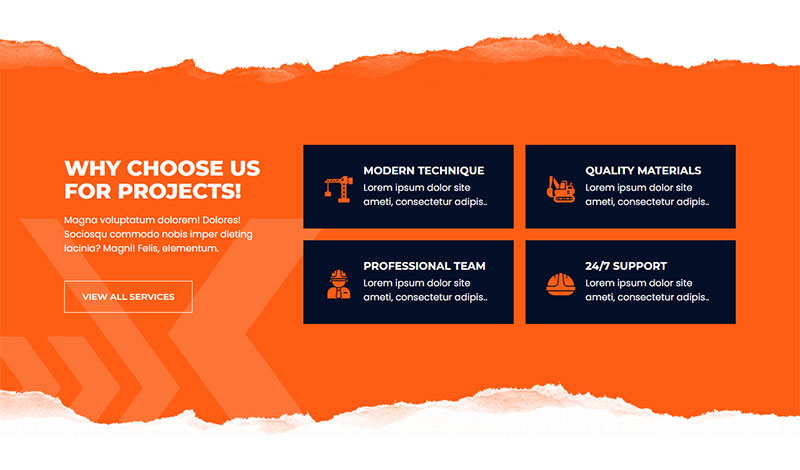 WHY CHOOSE US
FOR PROJECTS!
Magna voluptatum dolorem! Dolores!
Sociosqu commodo nobis imper dieting
lacinia? Magni! Felis, elementum.
VIEW ALL SERVICES
MODERN TECHNIQUE
Lorem ipsum dolor site
ameti, consectetur adipis..
QUALITY MATERIALS
Lorem ipsum dolor site
ameti, consectetur adipis..
PROFESSIONAL TEAM
Lorem ipsum dolor site
ameti, consectetur adipis..
24/7 SUPPORT
Lorem ipsum dolor site
ameti, consectetur adipis..